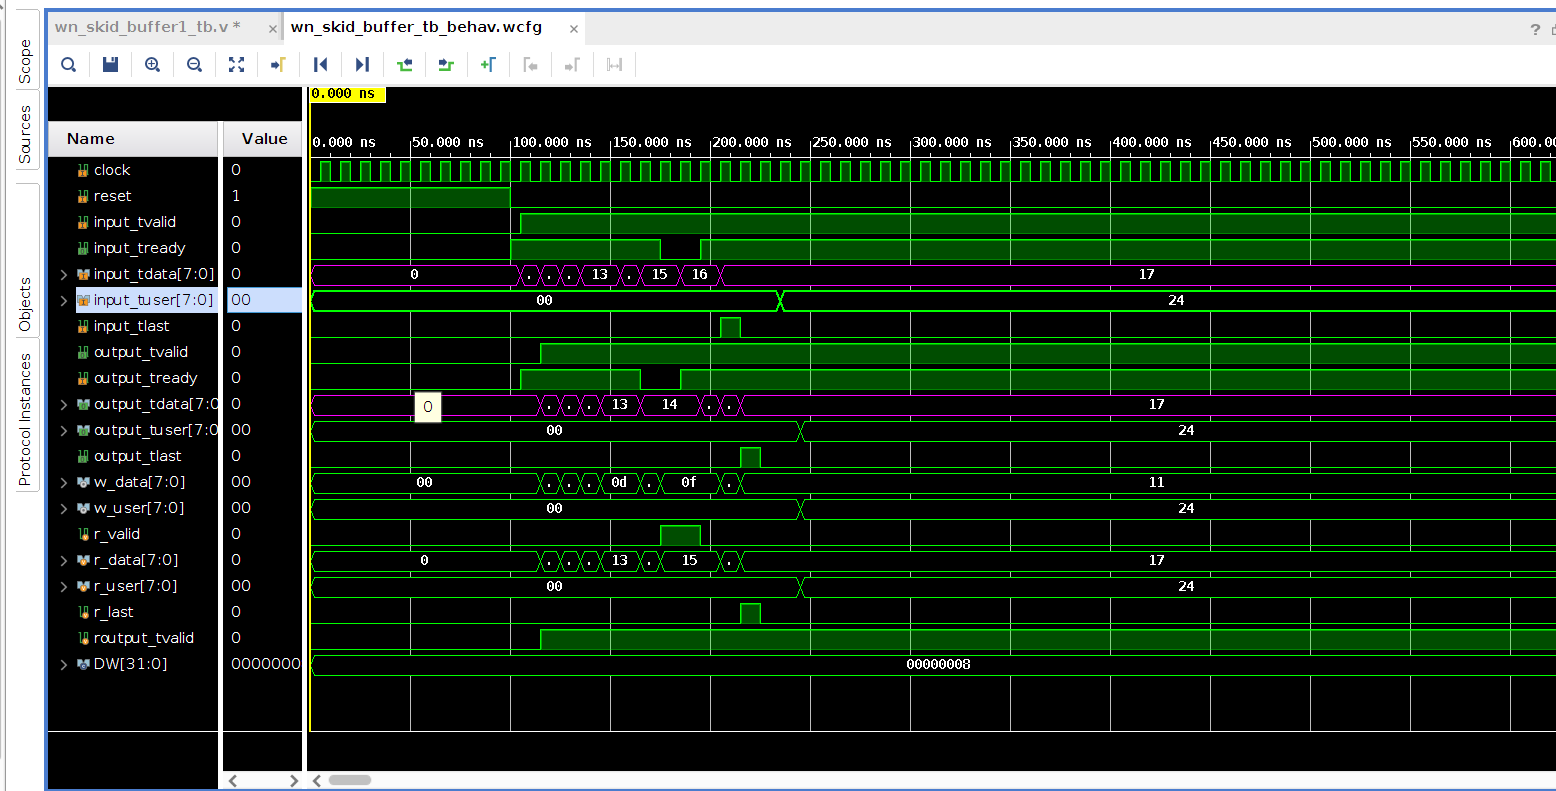 wn_skid_buffer1_tb.v * × wn_skid_buffer_tb_behav.wcfg × ?
Scope
Sources
Objects
Protocol Instances
0.000 ns
Name Value
0.000 ns 50.000 ns 100.000 ns 150.000 ns 200.000 ns 250.000 ns 300.000 ns 350.000 ns 400.000 ns 450.000 ns 500.000 ns 550.000 ns 600.0
clock 0
reset 1
input_tvalid 0
input_tready 0
input_tdata[7:0] 0 0 . . . 13 . 15 16 17
input_tuser[7:0] 00 00 24
input_tlast 0
output_tvalid 0
output_tready 0
output_tdata[7:0 0 0 . . . 13 14 . . 17
output_tuser[7:0 00 00 24
output_tlast 0
w_data[7:0] 00 00 . . . 0d . 0f . 11
w_user[7:0] 00 00 24
r_valid 0
r_data[7:0] 0 0 . . . 13 . 15 . 17
r_user[7:0] 00 00 24
r_last 0
routput_tvalid 0
DW[31:0] 0000000 00000008